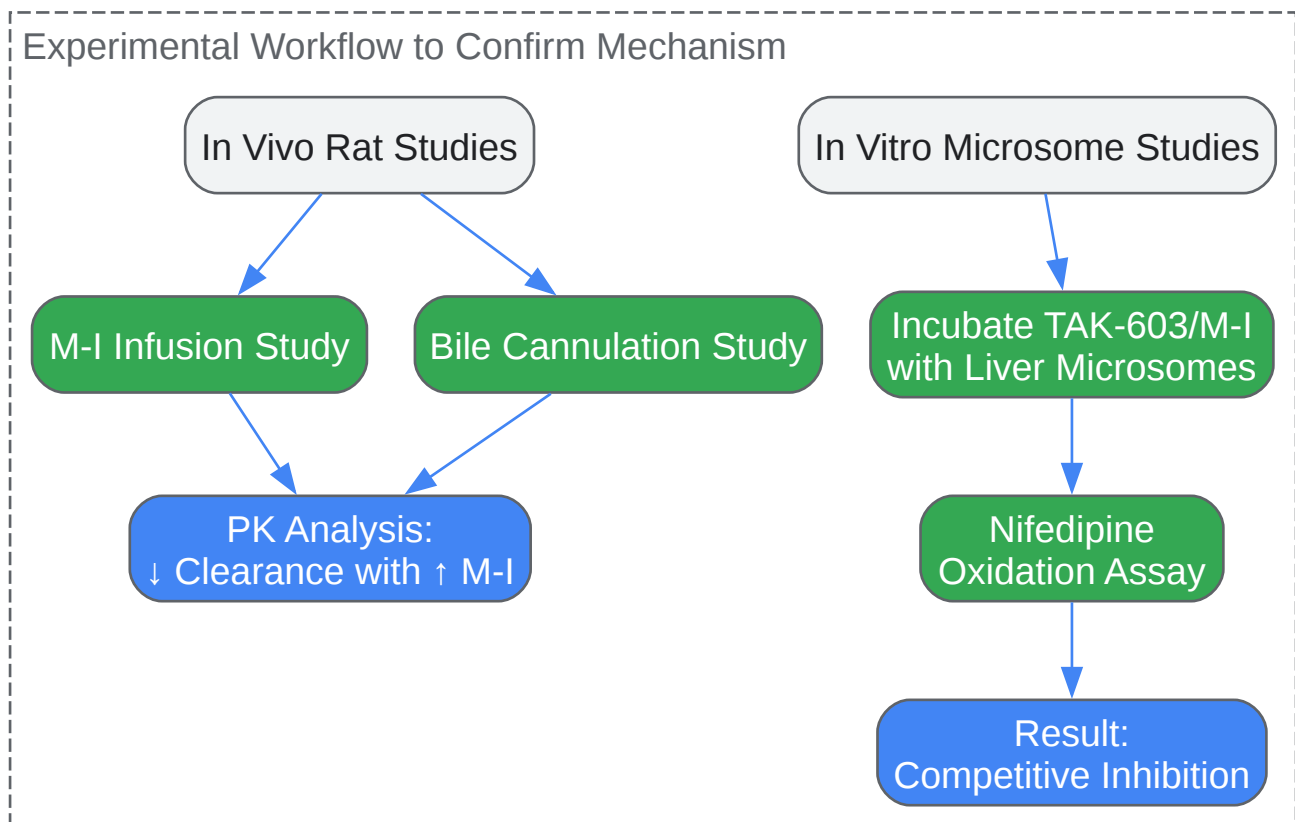 Experimental Workflow to Confirm Mechanism
In Vivo Rat Studies
In Vitro Microsome Studies
M-I Infusion Study
Bile Cannulation Study
Incubate TAK-603/M-I
with Liver Microsomes
PK Analysis:
↓ Clearance with ↑ M-I
Nifedipine
Oxidation Assay
Result:
Competitive Inhibition